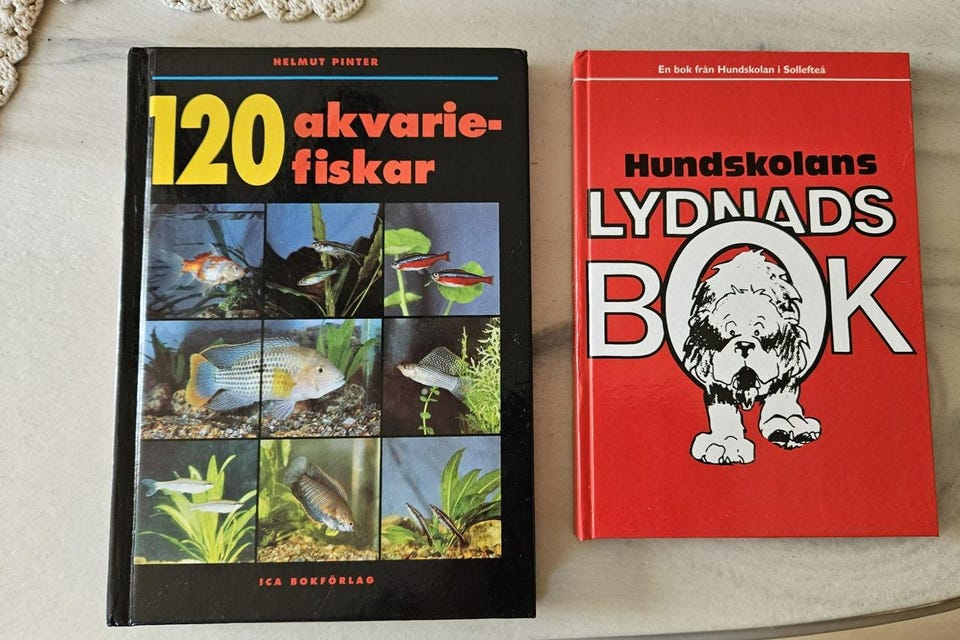 HELMUT PINTER
120 akvarie-
fiskar
ICA BOKFÖRLAG
En bok från Hundskolan i Sollefteå
Hundskolans
LYDNADS
BOK